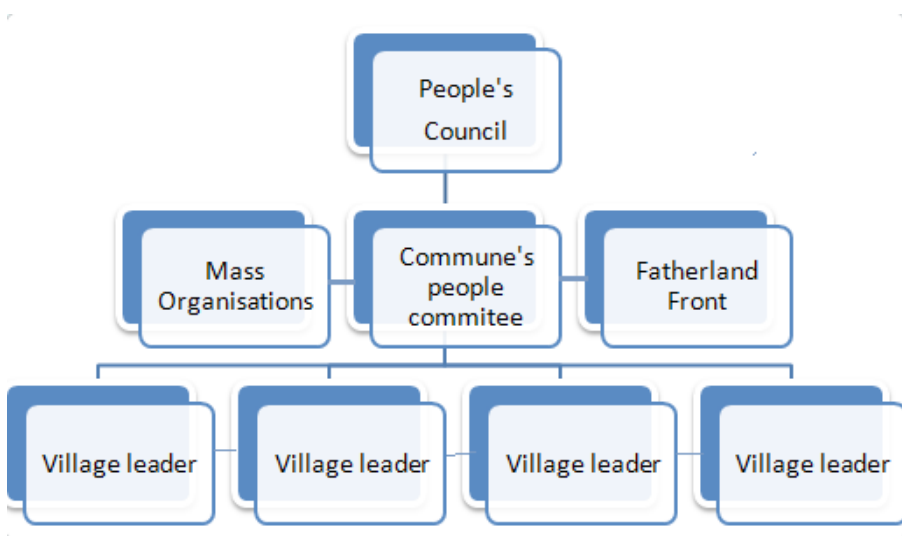 People's
Council
Mass
Organisations
Commune's
people
commitee
Fatherland
Front
Village leader
Village leader
Village leader
Village leader